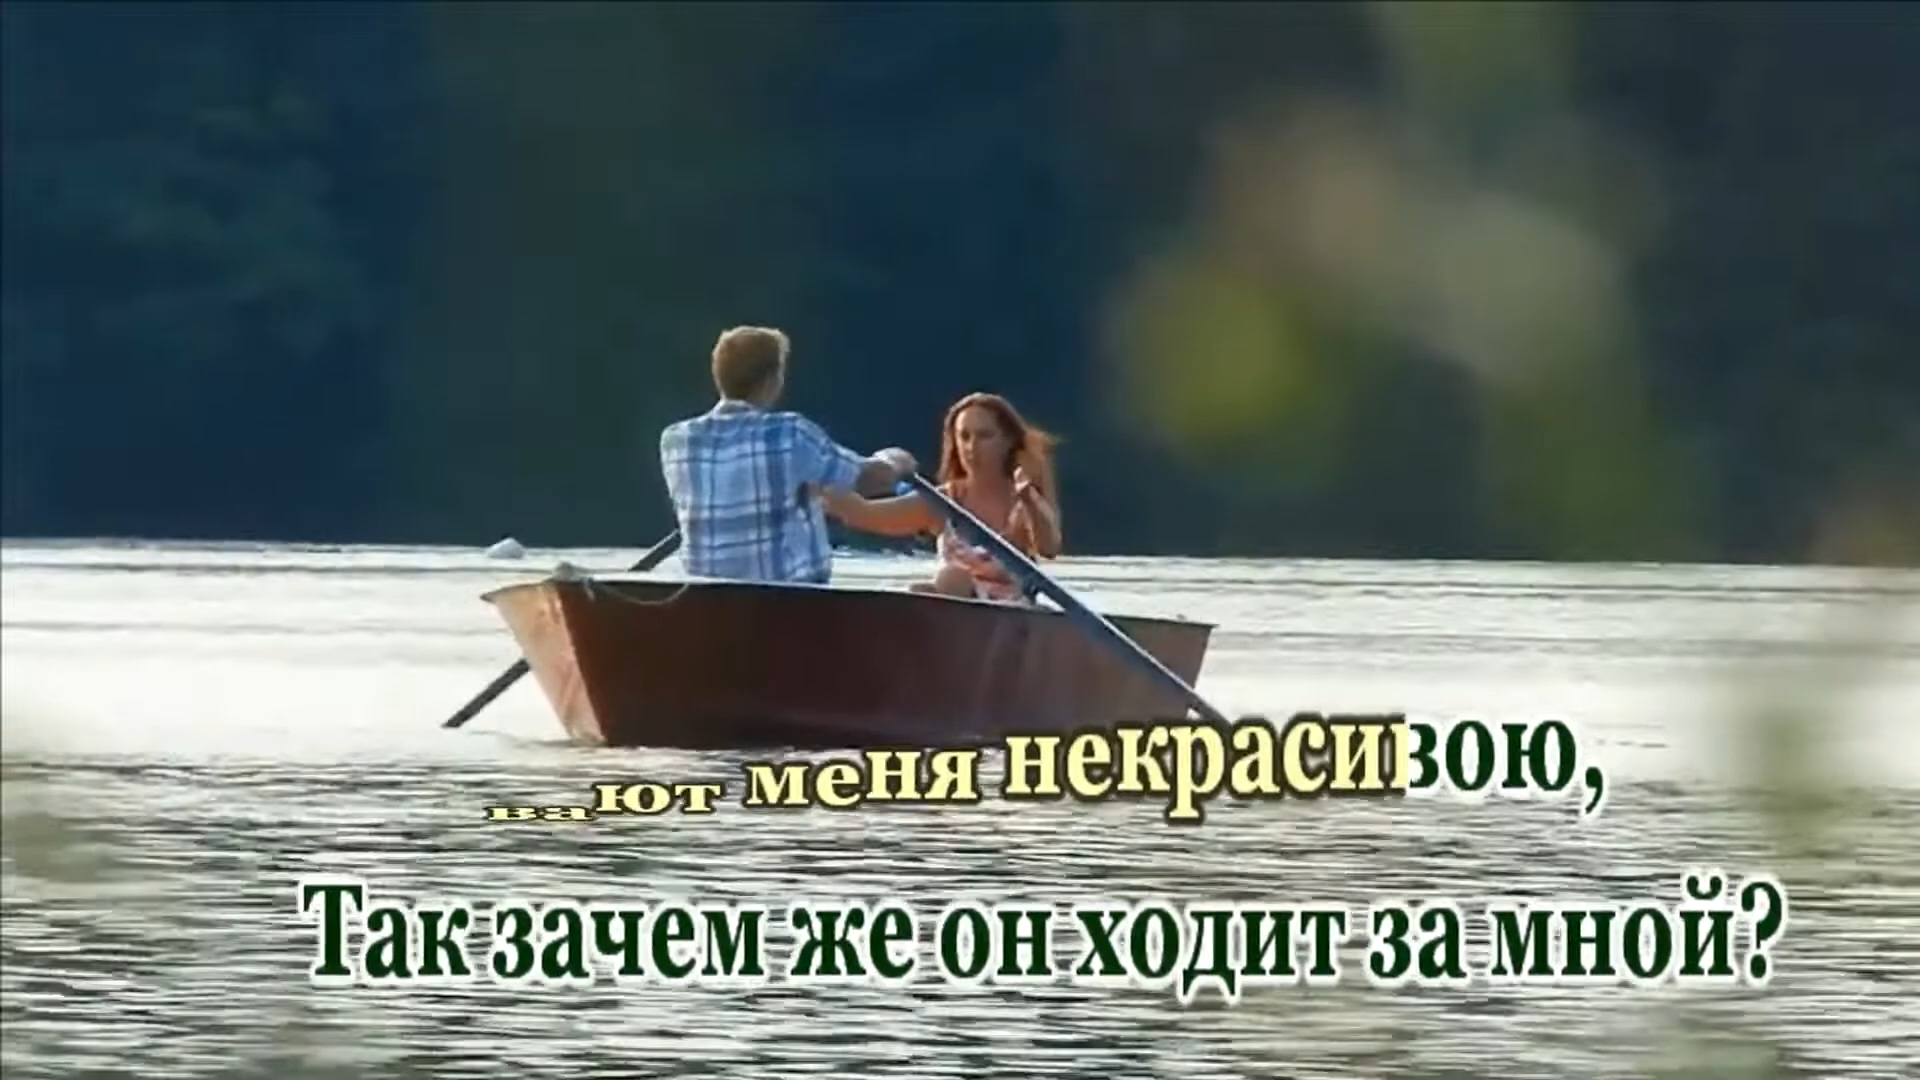 вают меня некрасивою,
Так зачем же он ходит за мной?